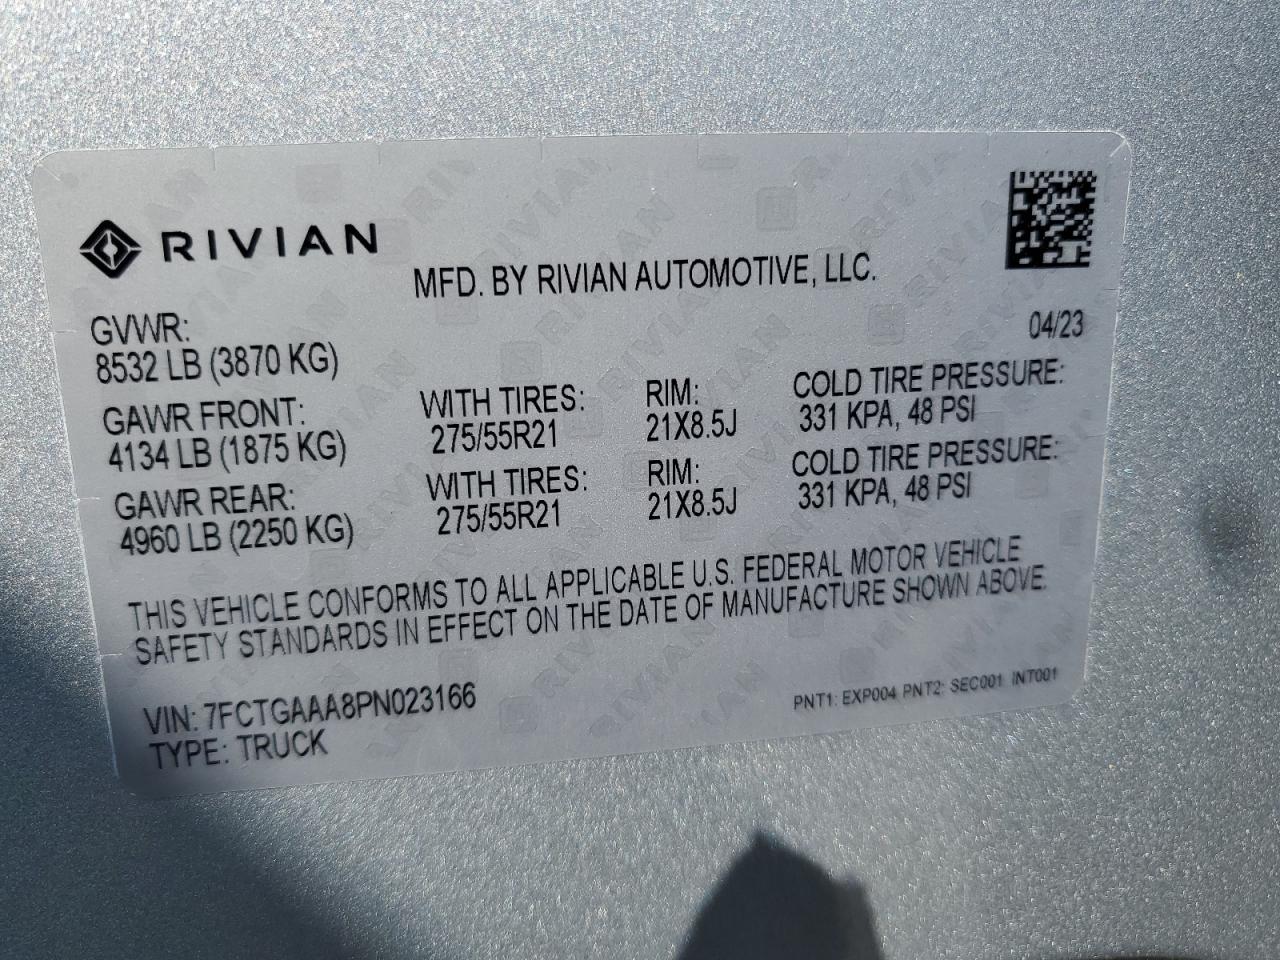 RIVIAN
MFD. BY RIVIAN AUTOMOTIVE, LLC.
04/23
GVWR:
8532 LB (3870 KG)
GAWR FRONT: WITH TIRES: RIM: COLD TIRE PRESSURE:
4134 LB (1875 KG) 275/55R21 21X8.5J 331 KPA, 48 PSI
GAWR REAR: WITH TIRES: RIM: COLD TIRE PRESSURE:
4960 LB (2250 KG) 275/55R21 21X8.5J 331 KPA, 48 PSI
THIS VEHICLE CONFORMS TO ALL APPLICABLE U.S. FEDERAL MOTOR VEHICLE
SAFETY STANDARDS IN EFFECT ON THE DATE OF MANUFACTURE SHOWN ABOVE.
VIN: 7FCTGAAA8PN023166
TYPE: TRUCK
PNT1: EXP004 PNT2: SEC001 INT001